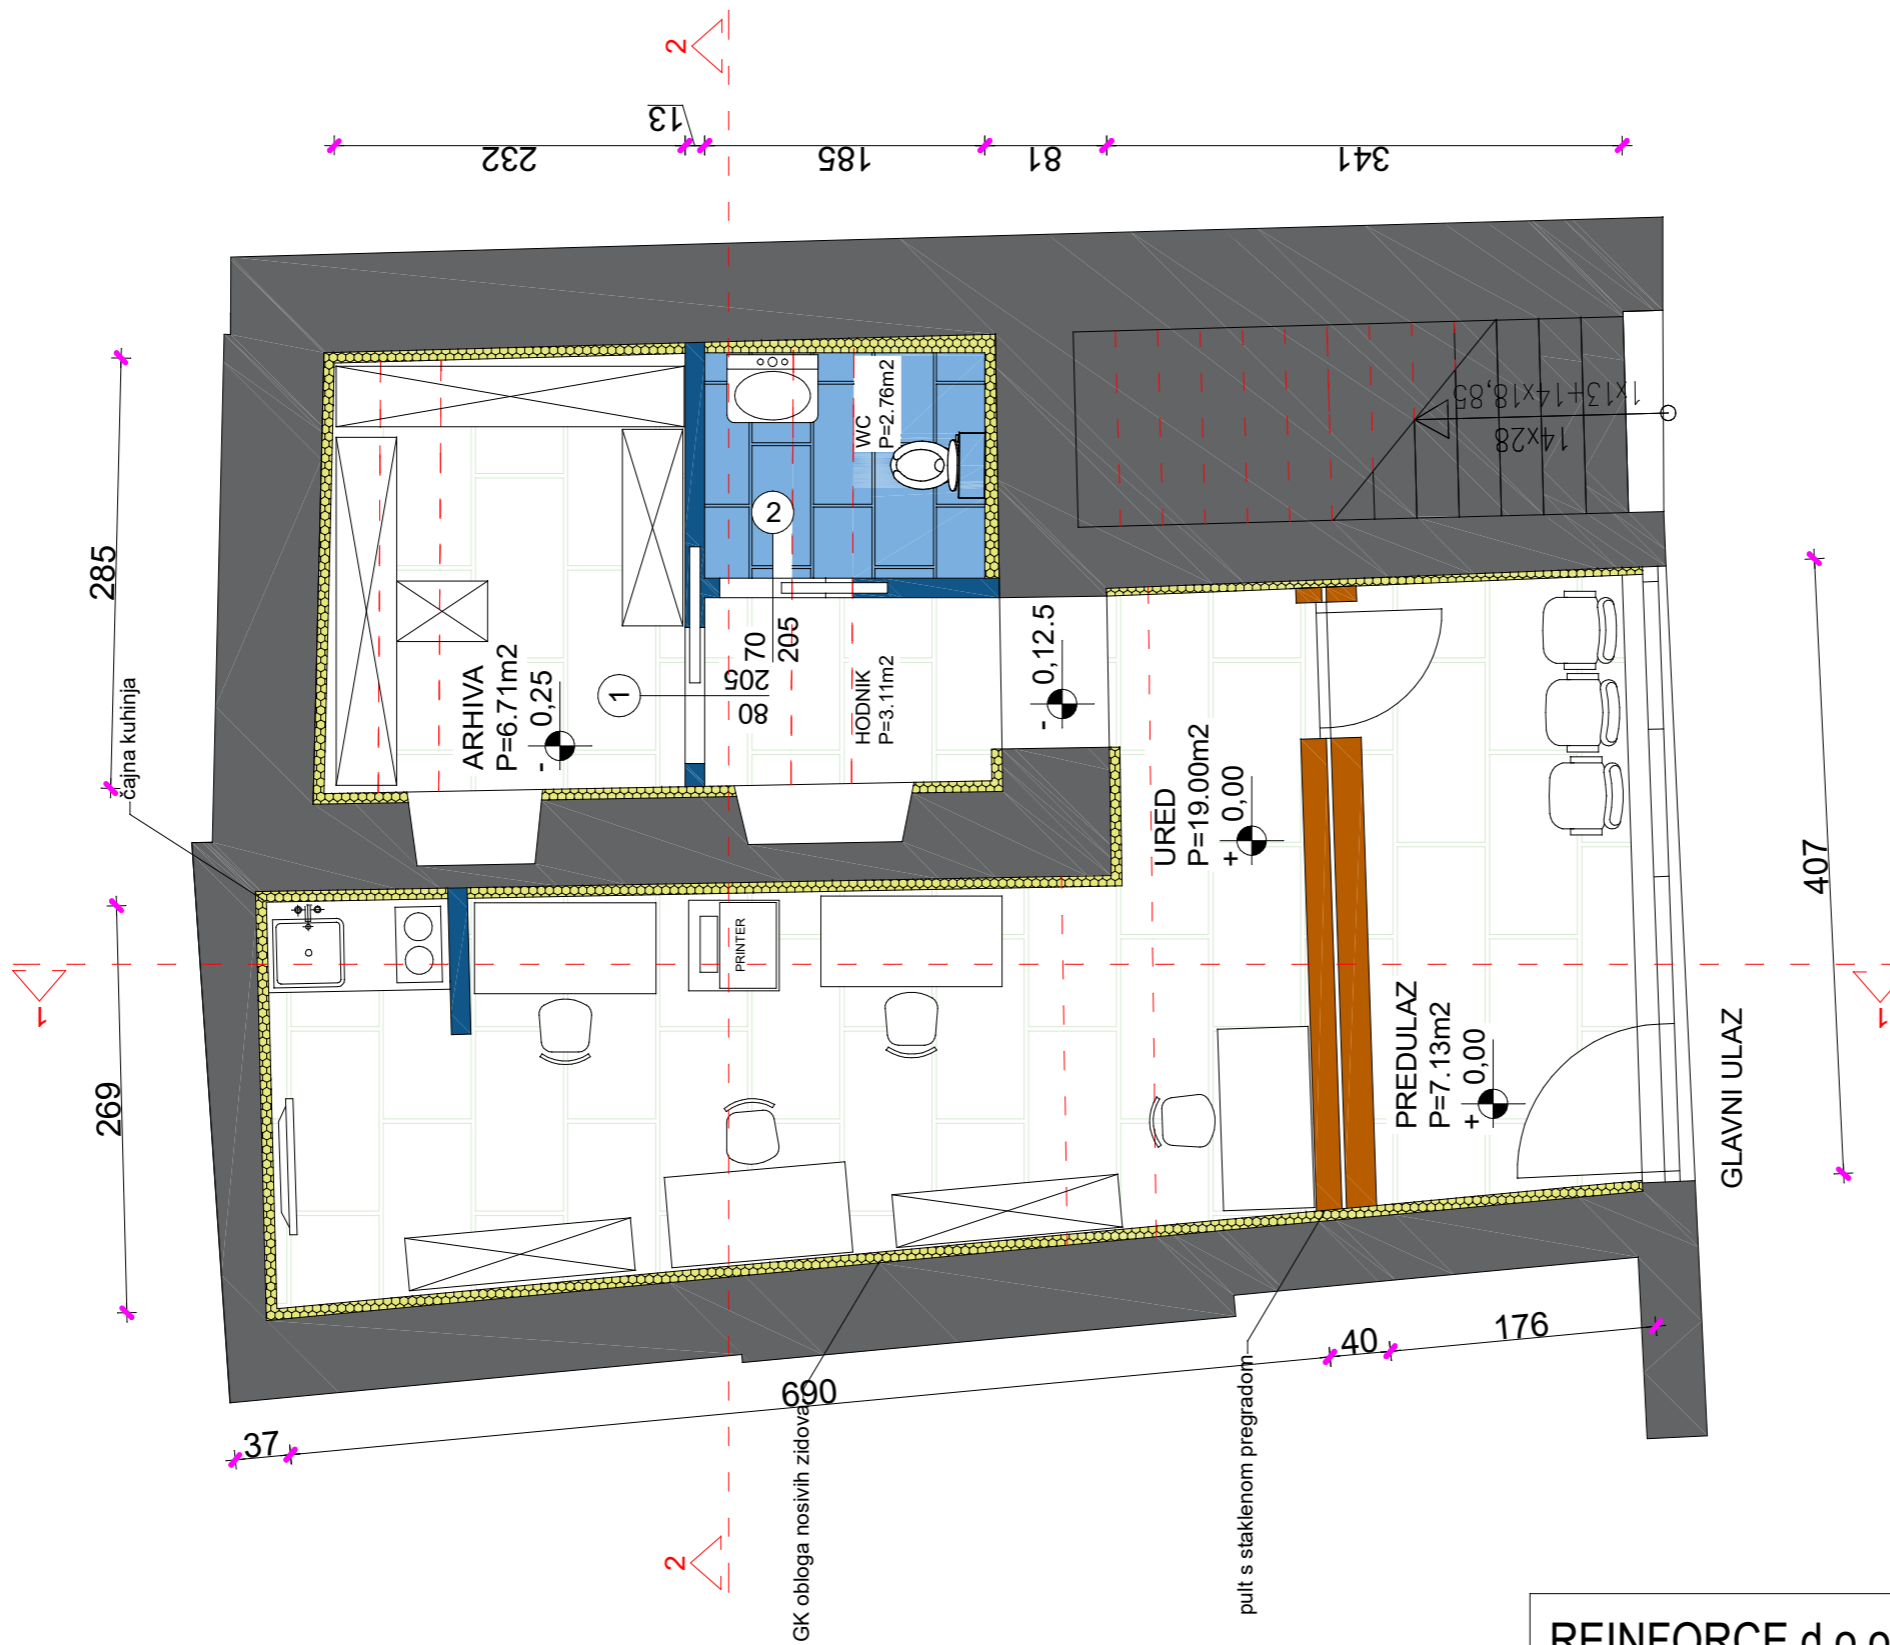 2
13
232
185
81
341
285
čajna kuhinja
ARHIVA
P=6.71m2
- 0,25
1
80
205
2
70
205
WC
P=2.76m2
HODNIK
P=3.11m2
- 0,12.5
1x13+14x18,85
14x28
URED
P=19.00m2
+ 0,00
407
269
PRINTER
1
1
PREDULAZ
P=7.13m2
+ 0,00
GLAVNI ULAZ
37
690
40
176
GK obloga nosivih zidova
pult s staklenom pregradom
2
REINFORCE d.o.o